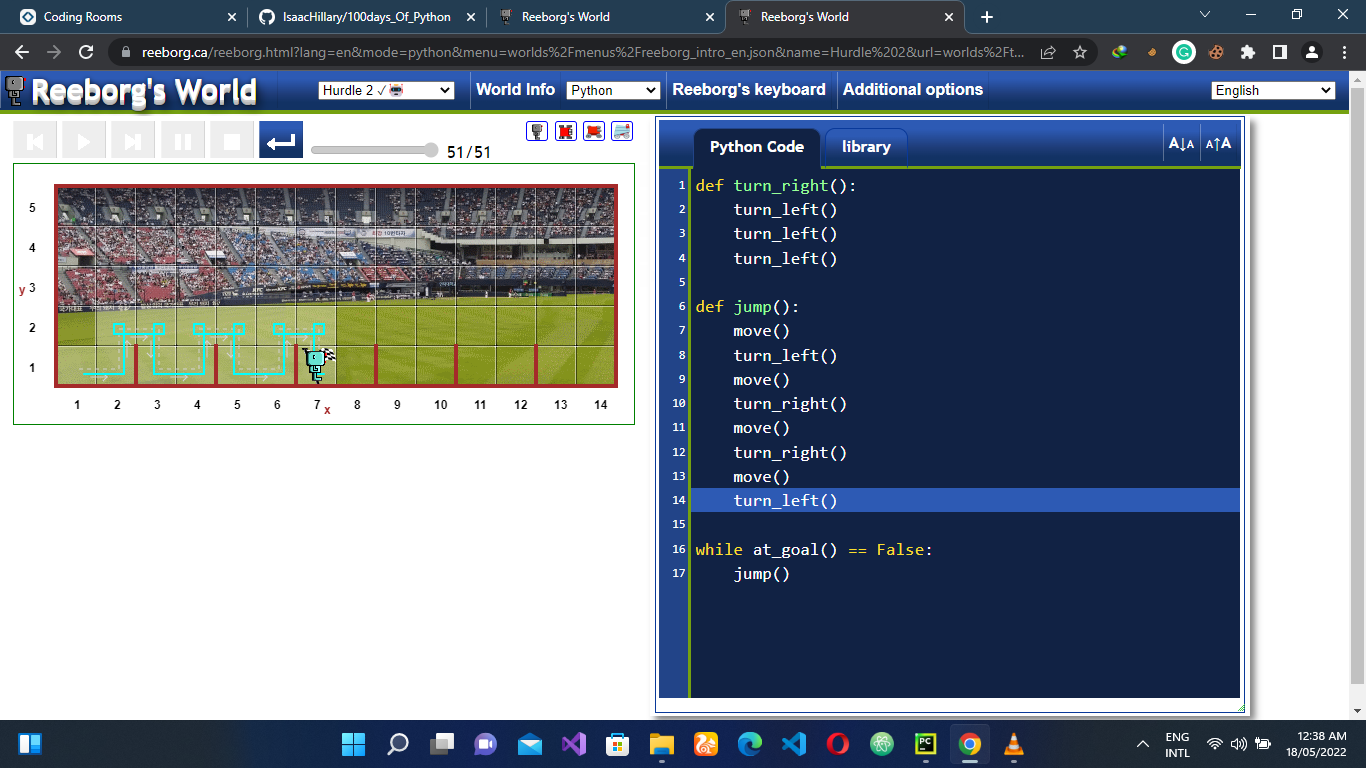 Coding Rooms
IsaacHillary/100days_Of_Python
Reeborg's World
Reeborg's World
reeborg.ca/reeborg.html?lang=en&mode=python&menu=worlds%2Fmenus%2Freeborg_intro_en.json&name=Hurdle%202&url=worlds%2Ft...
Reeborg's World
Hurdle 2 ✓
World Info
Python
Reeborg's keyboard
Additional options
English
51/51
5
4
y 3
2
1
1 2 3 4 5 6 7 8 9 10 11 12 13 14
x
Python Code
library
A↓A
A↑A
1 def turn_right():
2 turn_left()
3 turn_left()
4 turn_left()
5
6 def jump():
7 move()
8 turn_left()
9 move()
10 turn_right()
11 move()
12 turn_right()
13 move()
14 turn_left()
15
16 while at_goal() == False:
17 jump()
ENG
INTL
12:38 AM
18/05/2022